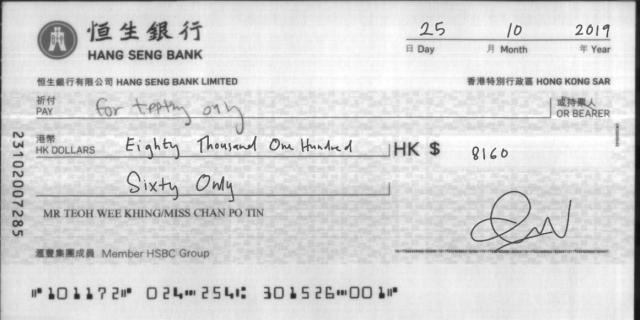 恒生銀行
HANG SENG BANK
25 10 2019
日 Day 月 Month 年 Year
恒生銀行有限公司 HANG SENG BANK LIMITED
香港特別行政區 HONG KONG SAR
祈付
PAY
for only
或持票人
OR BEARER
港幣
HK DOLLARS
Eighty Thousand One Hundred
HK $ 8160
Sixty Only
MR TEOH WEE KHING/MISS CHAN PO TIN
滙豐集團成員 Member HSBC Group
⑈101172⑈ 024⑉254⑆ 301526⑉001⑈
23102007285